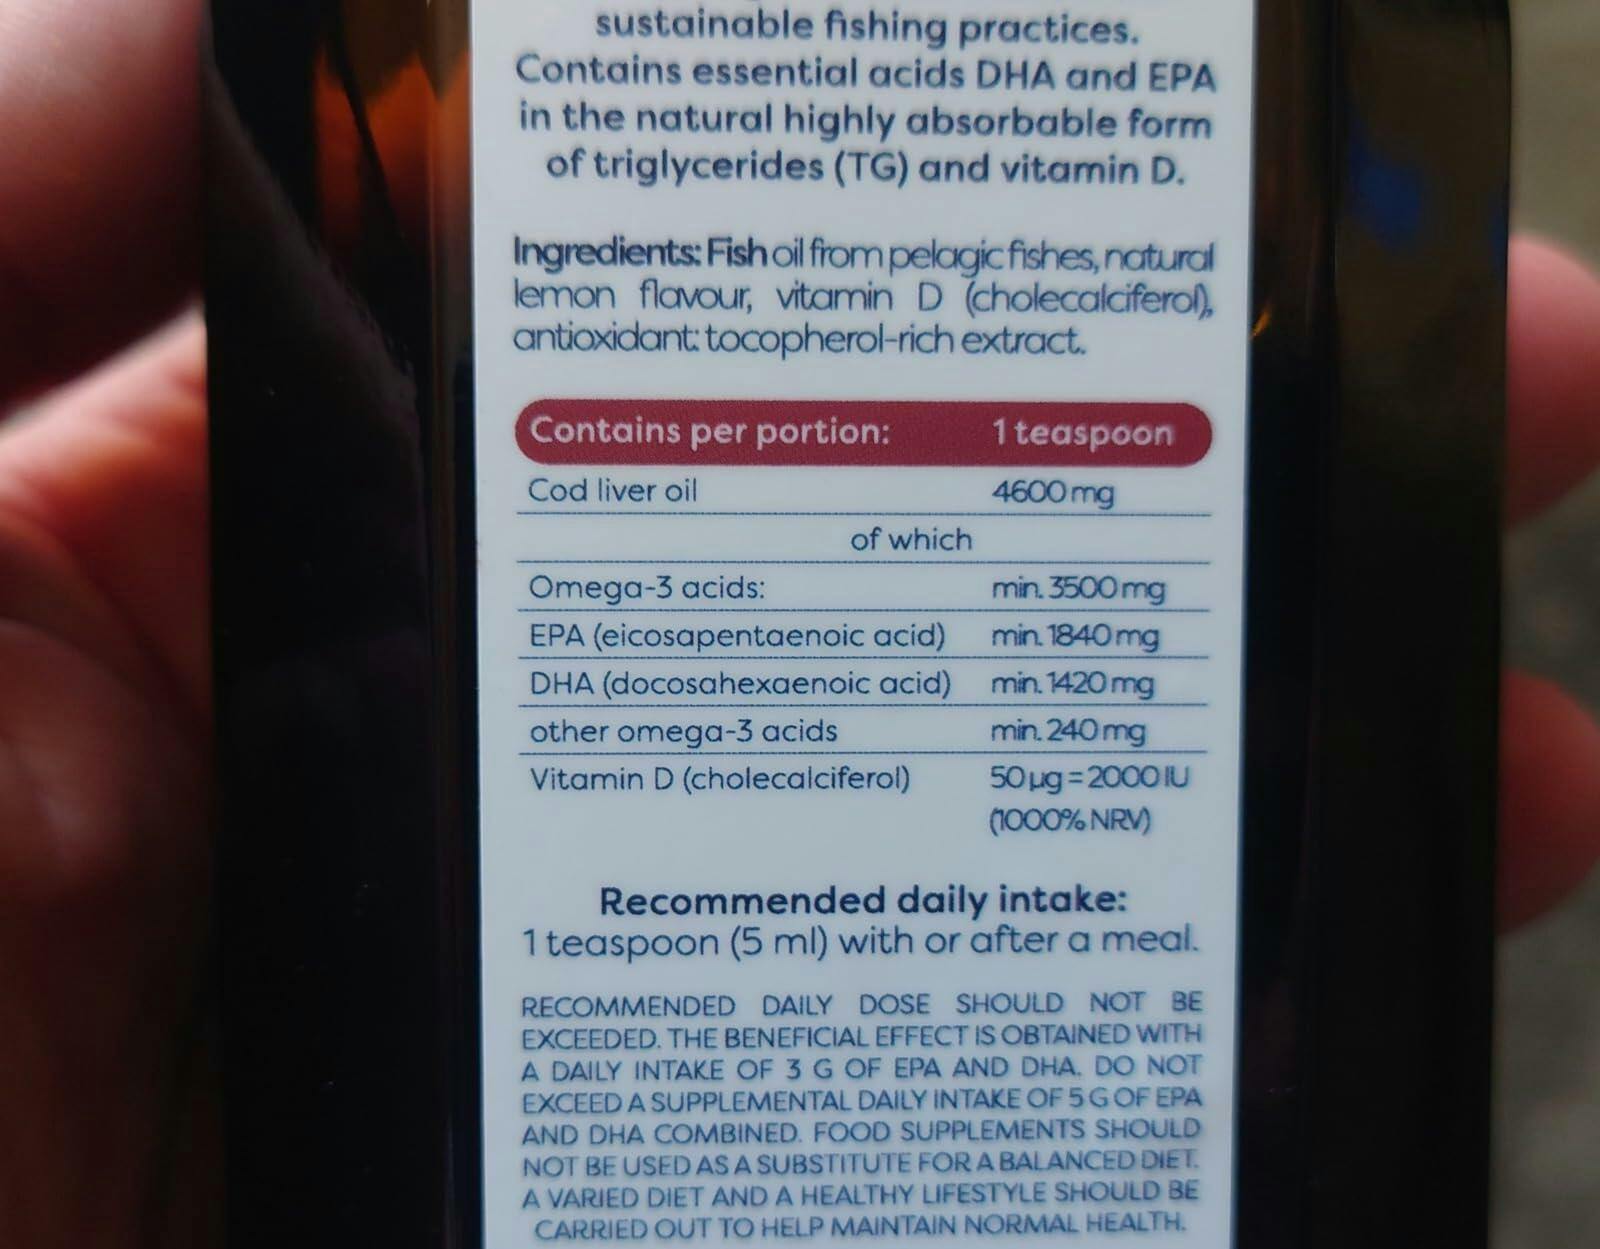 sustainable fishing practices.
Contains essential acids DHA and EPA
in the natural highly absorbable form
of triglycerides (TG) and vitamin D.
Ingredients: Fish oil from pelagic fishes, natural
lemon flavour, vitamin D (cholecalciferol),
antioxidant: tocopherol-rich extract.
Contains per portion: 1 teaspoon
Cod liver oil 4600 mg
of which
Omega-3 acids: min. 3500 mg
EPA (eicosapentaenoic acid) min. 1840 mg
DHA (docosahexaenoic acid) min. 1420 mg
other omega-3 acids min. 240 mg
Vitamin D (cholecalciferol) 50 µg = 2000 IU
(1000% NRV)
Recommended daily intake:
1 teaspoon (5 ml) with or after a meal.
RECOMMENDED DAILY DOSE SHOULD NOT BE
EXCEEDED. THE BENEFICIAL EFFECT IS OBTAINED WITH
A DAILY INTAKE OF 3 G OF EPA AND DHA. DO NOT
EXCEED A SUPPLEMENTAL DAILY INTAKE OF 5 G OF EPA
AND DHA COMBINED. FOOD SUPPLEMENTS SHOULD
NOT BE USED AS A SUBSTITUTE FOR A BALANCED DIET.
A VARIED DIET AND A HEALTHY LIFESTYLE SHOULD BE
CARRIED OUT TO HELP MAINTAIN NORMAL HEALTH.